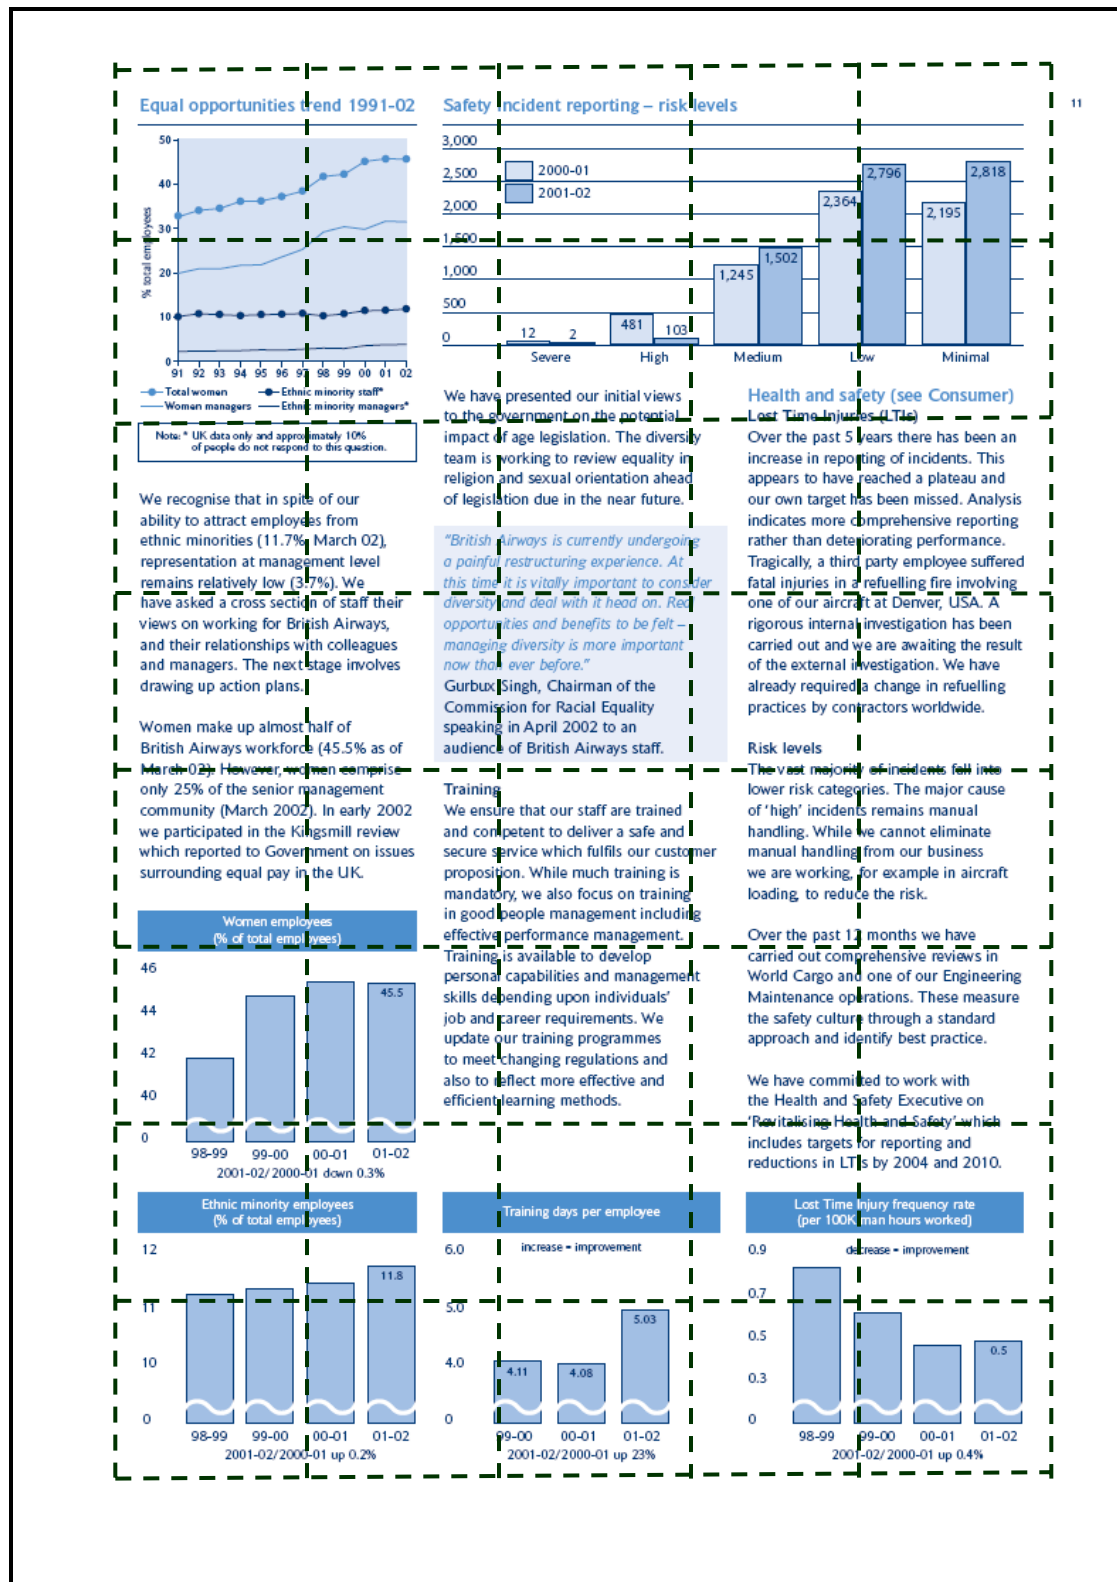 11
Equal opportunities trend 1991-02
50
40
30
20
10
0
% total employees
91 92 93 94 95 96 97 98 99 00 01 02
Total women
Ethnic minority staff*
Women managers
Ethnic minority managers*
Note: * UK data only and approximately 10%
of people do not respond to this question.
We recognise that in spite of our
ability to attract employees from
ethnic minorities (11.7%, March 02),
representation at management level
remains relatively low (3.7%). We
have asked a cross section of staff their
views on working for British Airways,
and their relationships with colleagues
and managers. The next stage involves
drawing up action plans.
Women make up almost half of
British Airways workforce (45.5% as of
March 02). However, women comprise
only 25% of the senior management
community (March 2002). In early 2002
we participated in the Kingsmill review
which reported to Government on issues
surrounding equal pay in the UK.
Women employees
(% of total employees)
46
44
42
40
0
45.5
98-99 99-00 00-01 01-02
2001-02/2000-01 down 0.3%
Ethnic minority employees
(% of total employees)
12
11
10
0
11.8
98-99 99-00 00-01 01-02
2001-02/2000-01 up 0.2%
Safety incident reporting – risk levels
3,000
2,500
2,000
1,500
1,000
500
0
2000-01
2001-02
12 2 481 103 1,245 1,502 2,364 2,796 2,195 2,818
Severe High Medium Low Minimal
We have presented our initial views
to the government on the potential
impact of age legislation. The diversity
team is working to review equality in
religion and sexual orientation ahead
of legislation due in the near future.
"British Airways is currently undergoing
a painful restructuring experience. At
this time it is vitally important to consider
diversity and deal with it head on. Real
opportunities and benefits to be felt –
managing diversity is more important
now than ever before."
Gurbux Singh, Chairman of the
Commission for Racial Equality
speaking in April 2002 to an
audience of British Airways staff.
Training
We ensure that our staff are trained
and competent to deliver a safe and
secure service which fulfils our customer
proposition. While much training is
mandatory, we also focus on training
in good people management including
effective performance management.
Training is available to develop
personal capabilities and management
skills depending upon individuals'
job and career requirements. We
update our training programmes
to meet changing regulations and
also to reflect more effective and
efficient learning methods.
Training days per employee
increase = improvement
6.0
5.0
4.0
0
4.11 4.08 5.03
99-00 00-01 01-02
2001-02/2000-01 up 23%
Health and safety (see Consumer)
Lost Time Injuries (LTIs)
Over the past 5 years there has been an
increase in reporting of incidents. This
appears to have reached a plateau and
our own target has been missed. Analysis
indicates more comprehensive reporting
rather than deteriorating performance.
Tragically, a third party employee suffered
fatal injuries in a refuelling fire involving
one of our aircraft at Denver, USA. A
rigorous internal investigation has been
carried out and we are awaiting the result
of the external investigation. We have
already required a change in refuelling
practices by contractors worldwide.
Risk levels
The vast majority of incidents fall into
lower risk categories. The major cause
of 'high' incidents remains manual
handling. While we cannot eliminate
manual handling from our business
we are working, for example in aircraft
loading, to reduce the risk.
Over the past 12 months we have
carried out comprehensive reviews in
World Cargo and one of our Engineering
Maintenance operations. These measure
the safety culture through a standard
approach and identify best practice.
We have committed to work with
the Health and Safety Executive on
'Revitalising Health and Safety' which
includes targets for reporting and
reductions in LTIs by 2004 and 2010.
Lost Time Injury frequency rate
(per 100K man hours worked)
decrease = improvement
0.9
0.7
0.5
0.3
0
0.5
98-99 99-00 00-01 01-02
2001-02/2000-01 up 0.4%